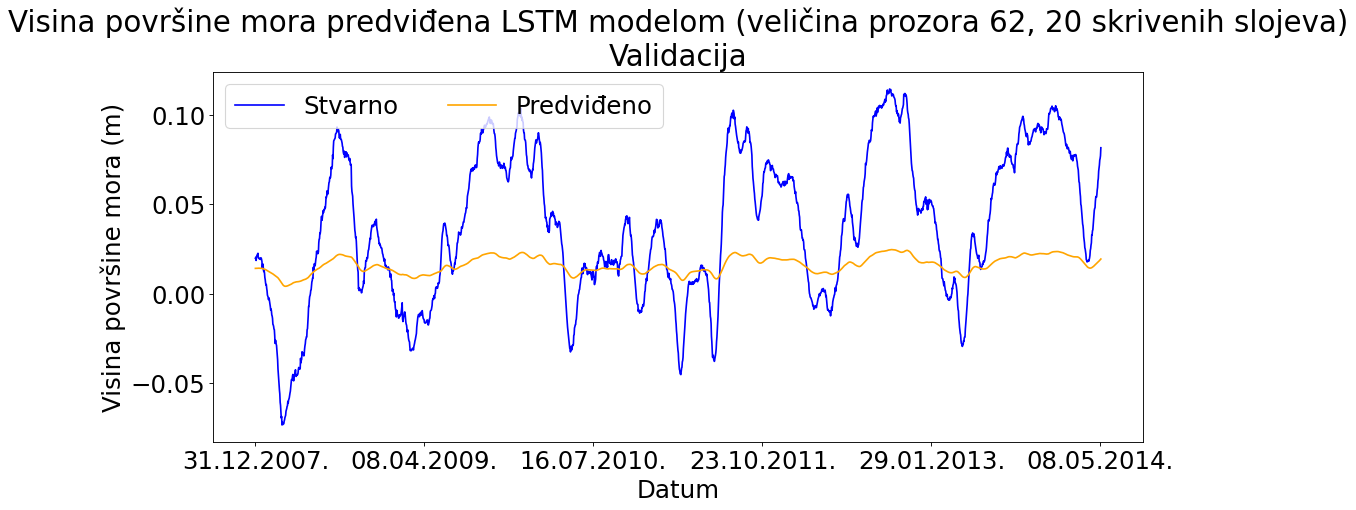 Visina površine mora predviđena LSTM modelom (veličina prozora 62, 20 skrivenih slojeva)
Validacija
Stvarno
Predviđeno
Visina površine mora (m)
0.10
0.05
0.00
−0.05
31.12.2007.
08.04.2009.
16.07.2010.
23.10.2011.
29.01.2013.
08.05.2014.
Datum